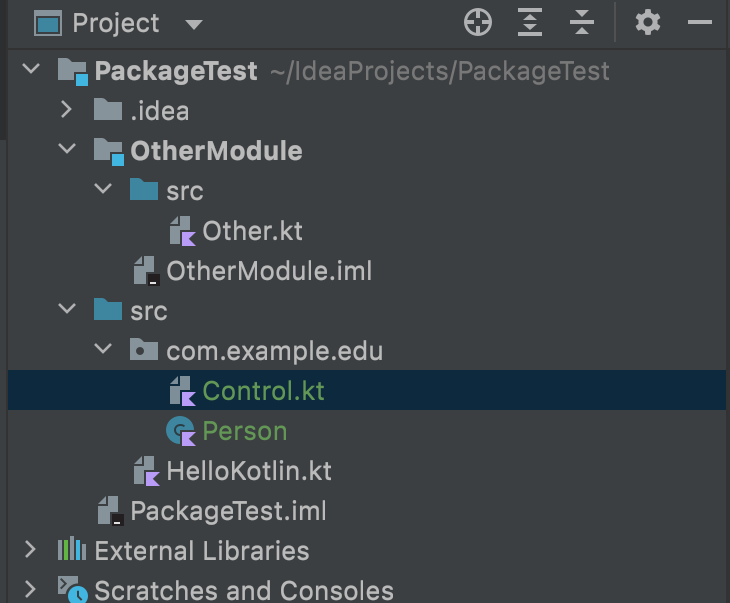 Project
PackageTest ~/IdeaProjects/PackageTest
.idea
OtherModule
src
Other.kt
OtherModule.iml
src
com.example.edu
Control.kt
Person
HelloKotlin.kt
PackageTest.iml
External Libraries
Scratches and Consoles